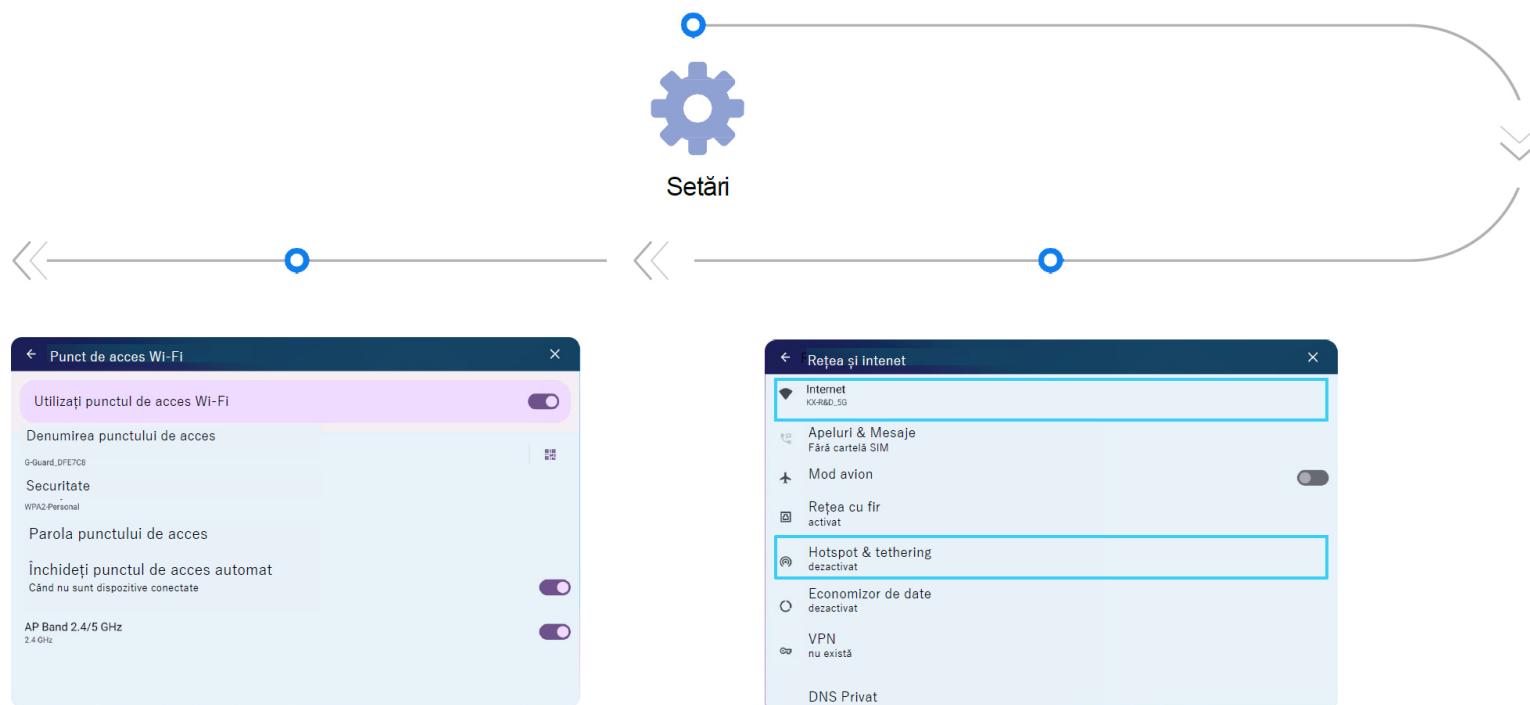 Setări
Punct de acces Wi-Fi
Utilizați punctul de acces Wi-Fi
Denumirea punctului de acces
G-Guard_DFE7C8
Securitate
WPA2-Personal
Parola punctului de acces
Închideți punctul de acces automat
Când nu sunt dispozitive conectate
AP Band 2.4/5 GHz
2.4 GHz
Rețea și intenet
Internet
KX-R&D_5G
Apeluri & Mesaje
Fără cartelă SIM
Mod avion
Rețea cu fir
activat
Hotspot & tethering
dezactivat
Economizor de date
dezactivat
VPN
nu există
DNS Privat